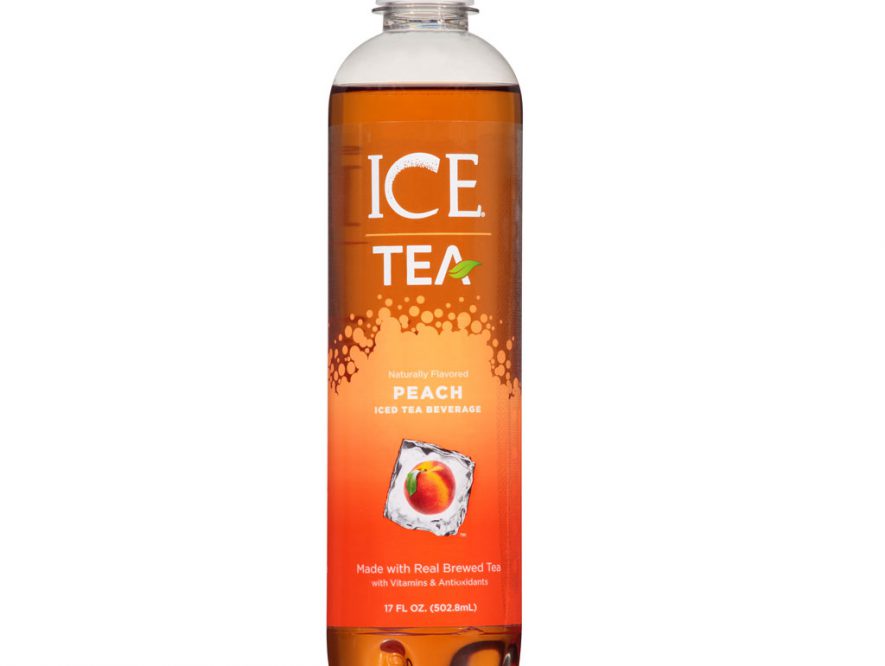 ICE®
TEA
Naturally Flavored
PEACH
ICED TEA BEVERAGE
™
Made with Real Brewed Tea
with Vitamins & Antioxidants
17 FL OZ. (502.8mL)